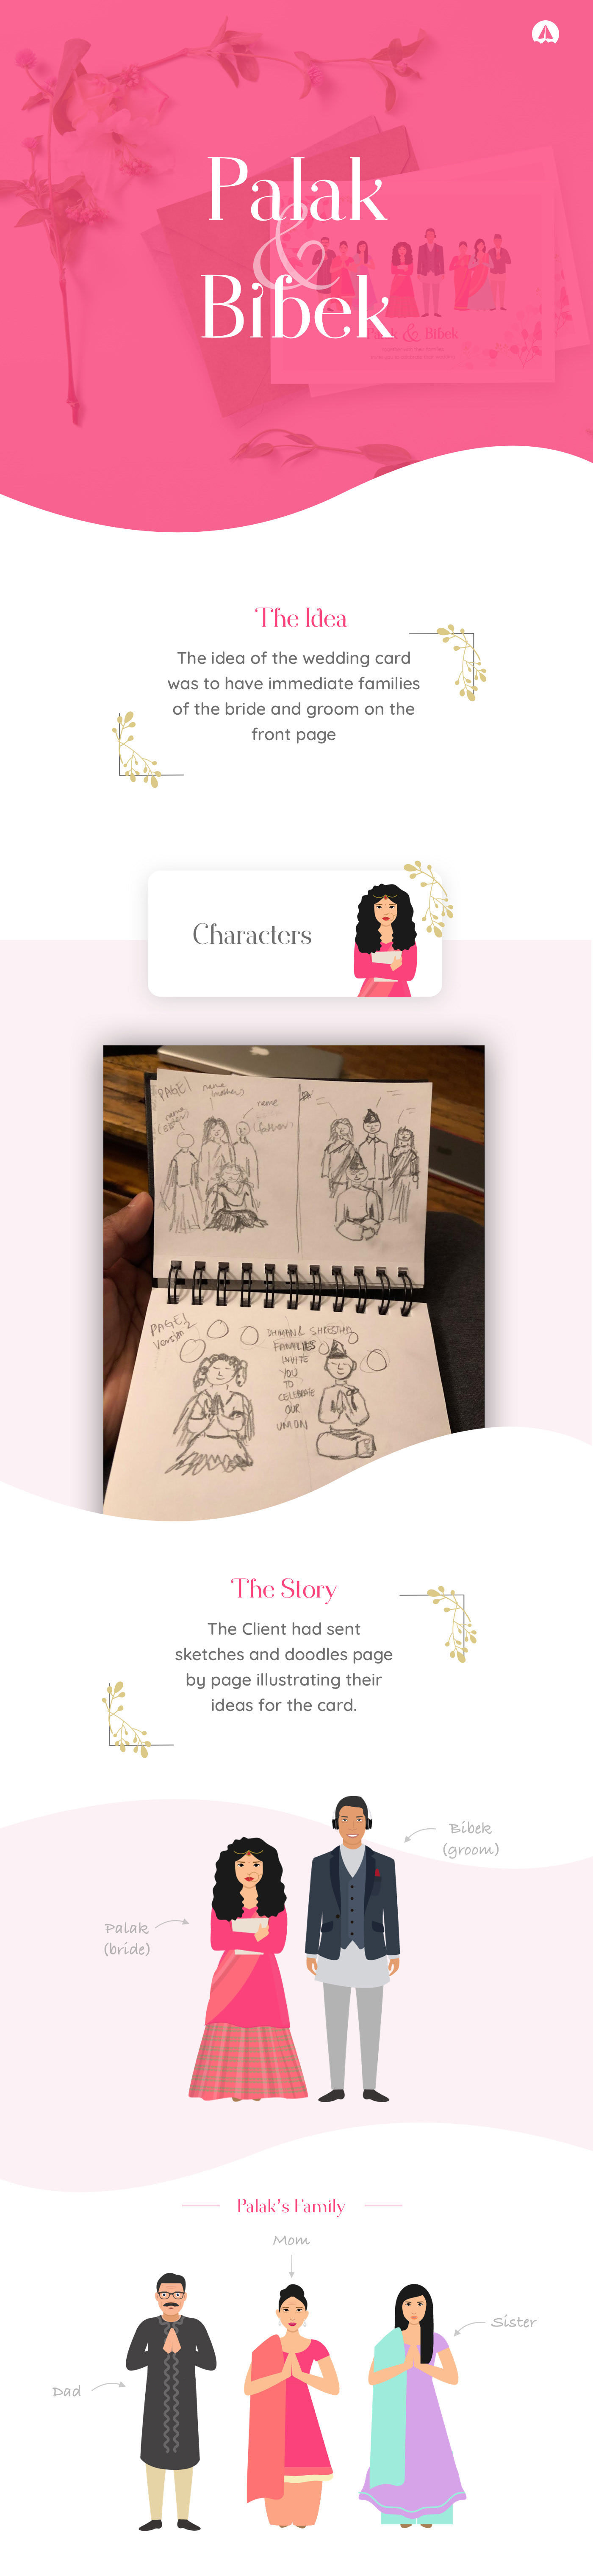 Palak
&
Bibek
Palak & Bibek
The Idea
The idea of the wedding card
was to have immediate families
of the bride and groom on the
front page
Characters
PAGE 1
name
(mother)
name
name
(father)
PAGE 2
Version
DHIMAN & SHRESTHA
FAMILIES
INVITE
YOU
TO
CELEBRATE
OUR
UNION
The Story
The Client had sent
sketches and doodles page
by page illustrating their
ideas for the card.
Bibek
(groom)
Palak
(bride)
Palak's Family
Mom
Sister
Dad